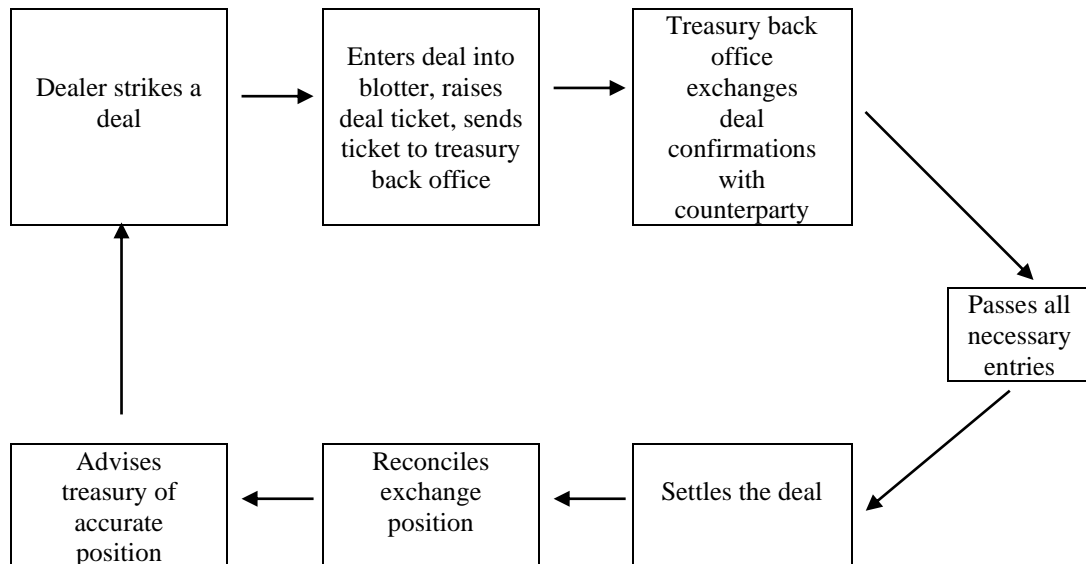 Dealer strikes a
deal
Enters deal into
blotter, raises
deal ticket, sends
ticket to treasury
back office
Treasury back
office
exchanges
deal
confirmations
with
counterparty
Passes all
necessary
entries
Settles the deal
Reconciles
exchange
position
Advises
treasury of
accurate
position